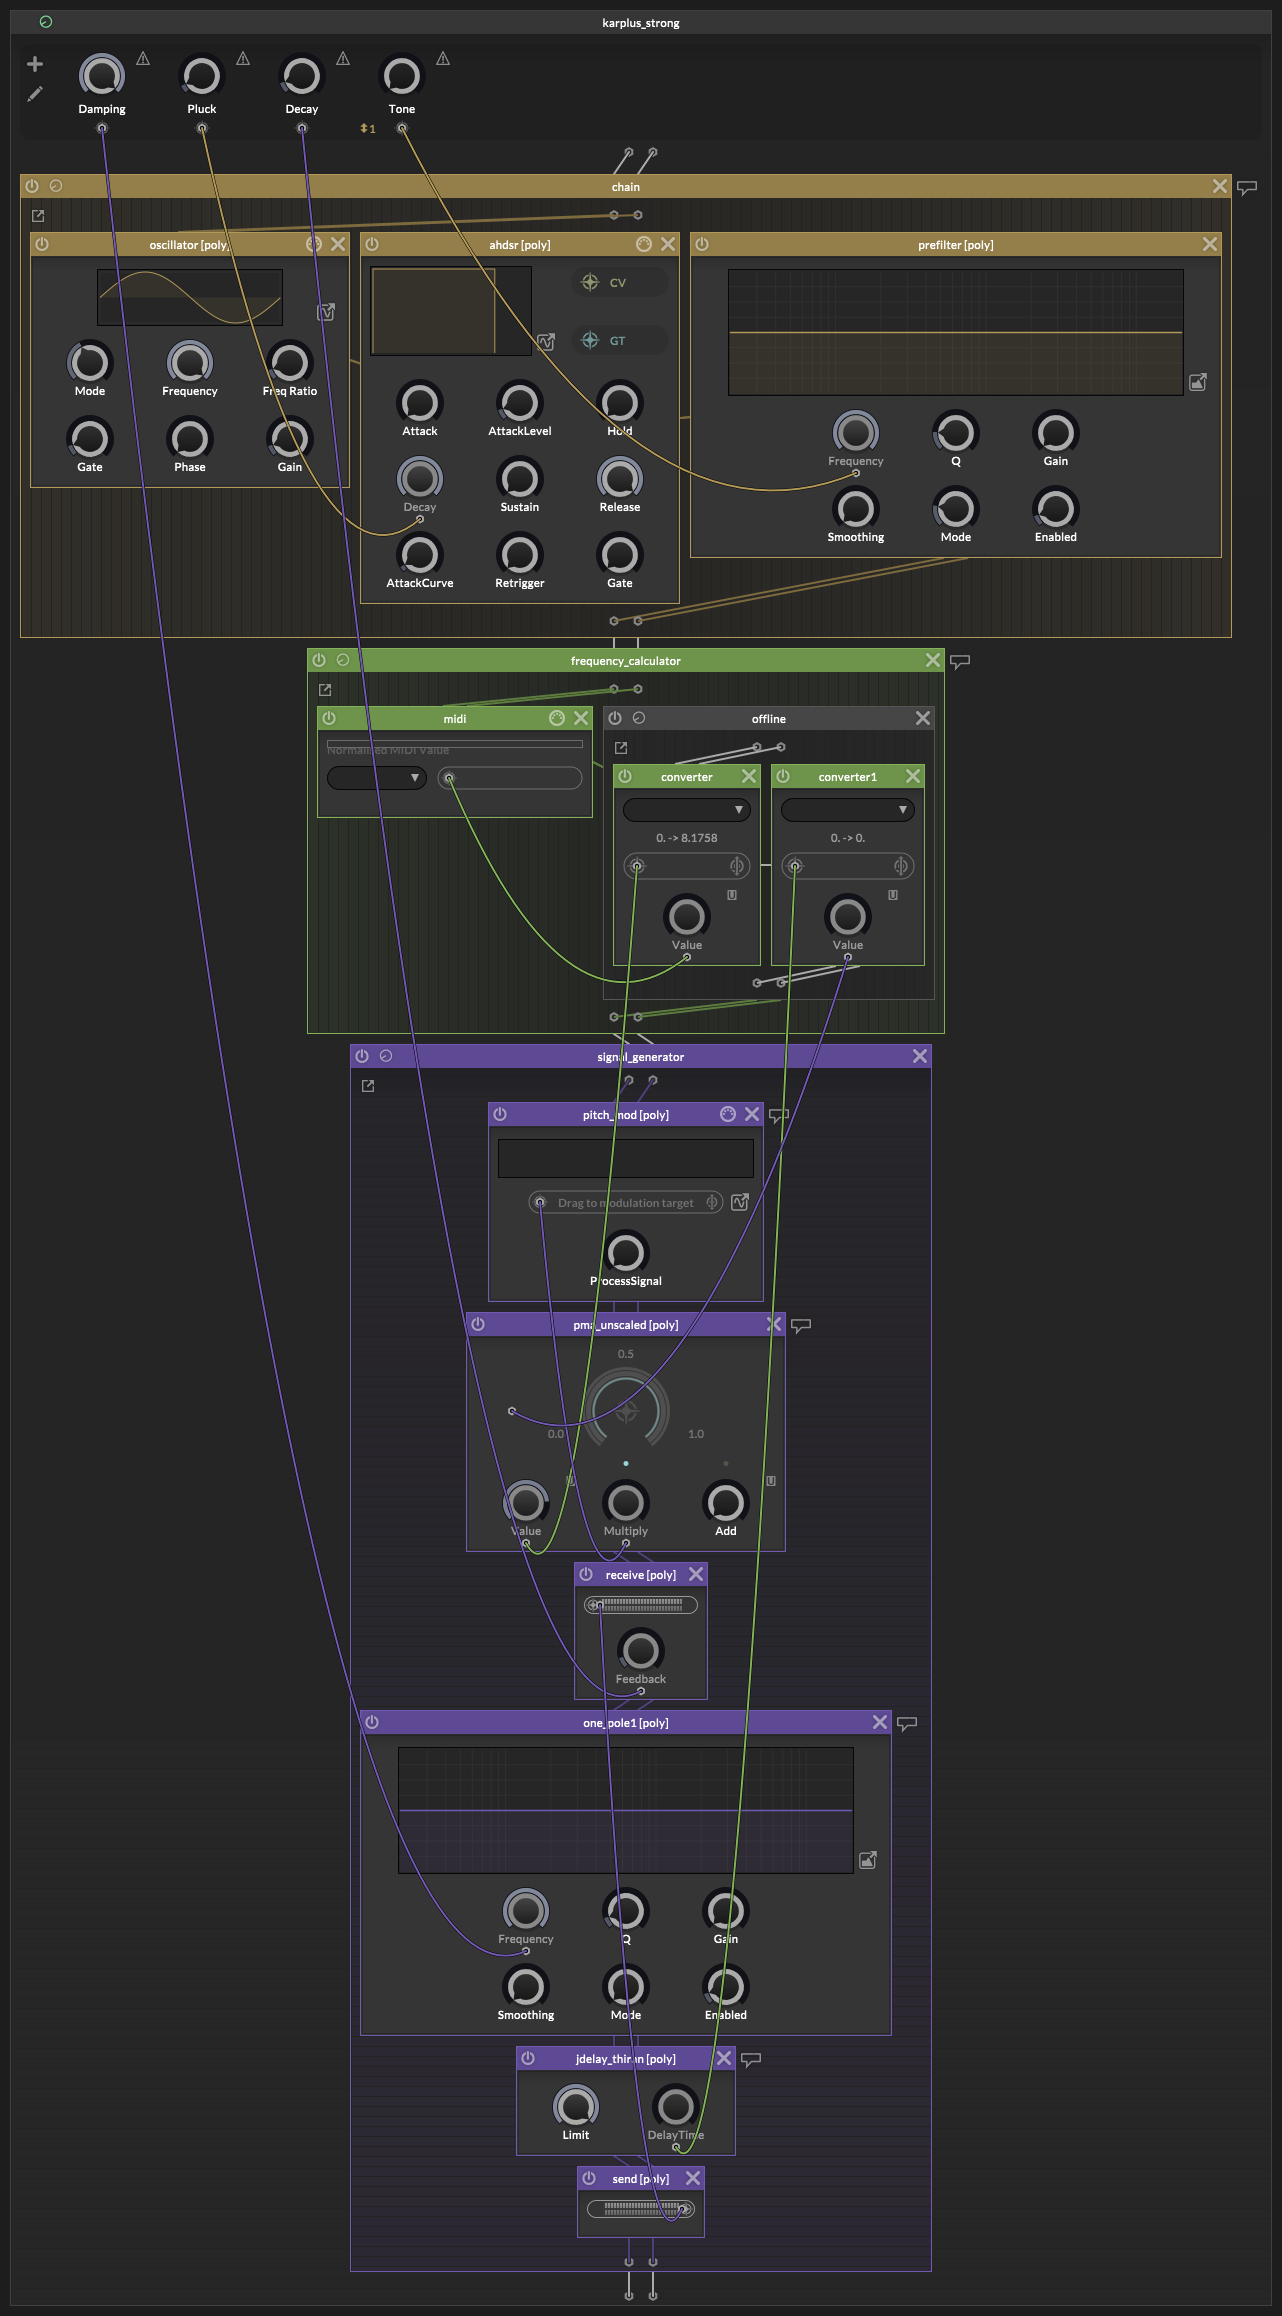 karplus_strong
Damping
Pluck
Decay
Tone
1
chain
oscillator [poly]
ahdsr [poly]
prefilter [poly]
CV
GT
Mode
Frequency
Freq Ratio
Gate
Phase
Gain
Attack
AttackLevel
Hold
Decay
Sustain
Release
AttackCurve
Retrigger
Gate
Frequency
Q
Gain
Smoothing
Mode
Enabled
frequency_calculator
midi
offline
Normalised MIDI Value
converter
converter1
0. -> 8.1758
0. -> 0.
U
U
Value
Value
signal_generator
pitch_mod [poly]
Drag to modulation target
ProcessSignal
pma_unscaled [poly]
0.5
0.0
1.0
U
U
Value
Multiply
Add
receive [poly]
Feedback
one_pole1 [poly]
Frequency
Q
Gain
Smoothing
Mode
Enabled
jdelay_thiran [poly]
Limit
DelayTime
send [poly]